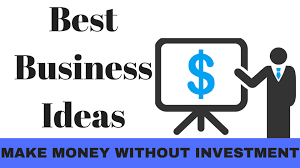 Best
Business
Ideas
$
MAKE MONEY WITHOUT INVESTMENT